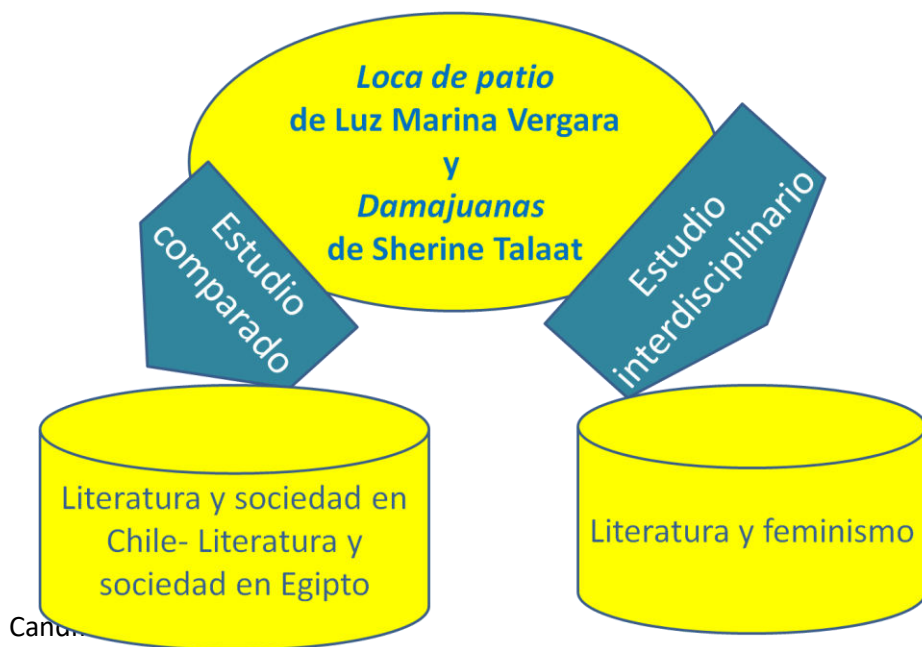 Loca de patio
de Luz Marina Vergara
y
Damajuanas
de Sherine Talaat
Estudio
comparado
Estudio
interdisciplinario
Literatura y sociedad en
Chile- Literatura y
sociedad en Egipto
Literatura y feminismo